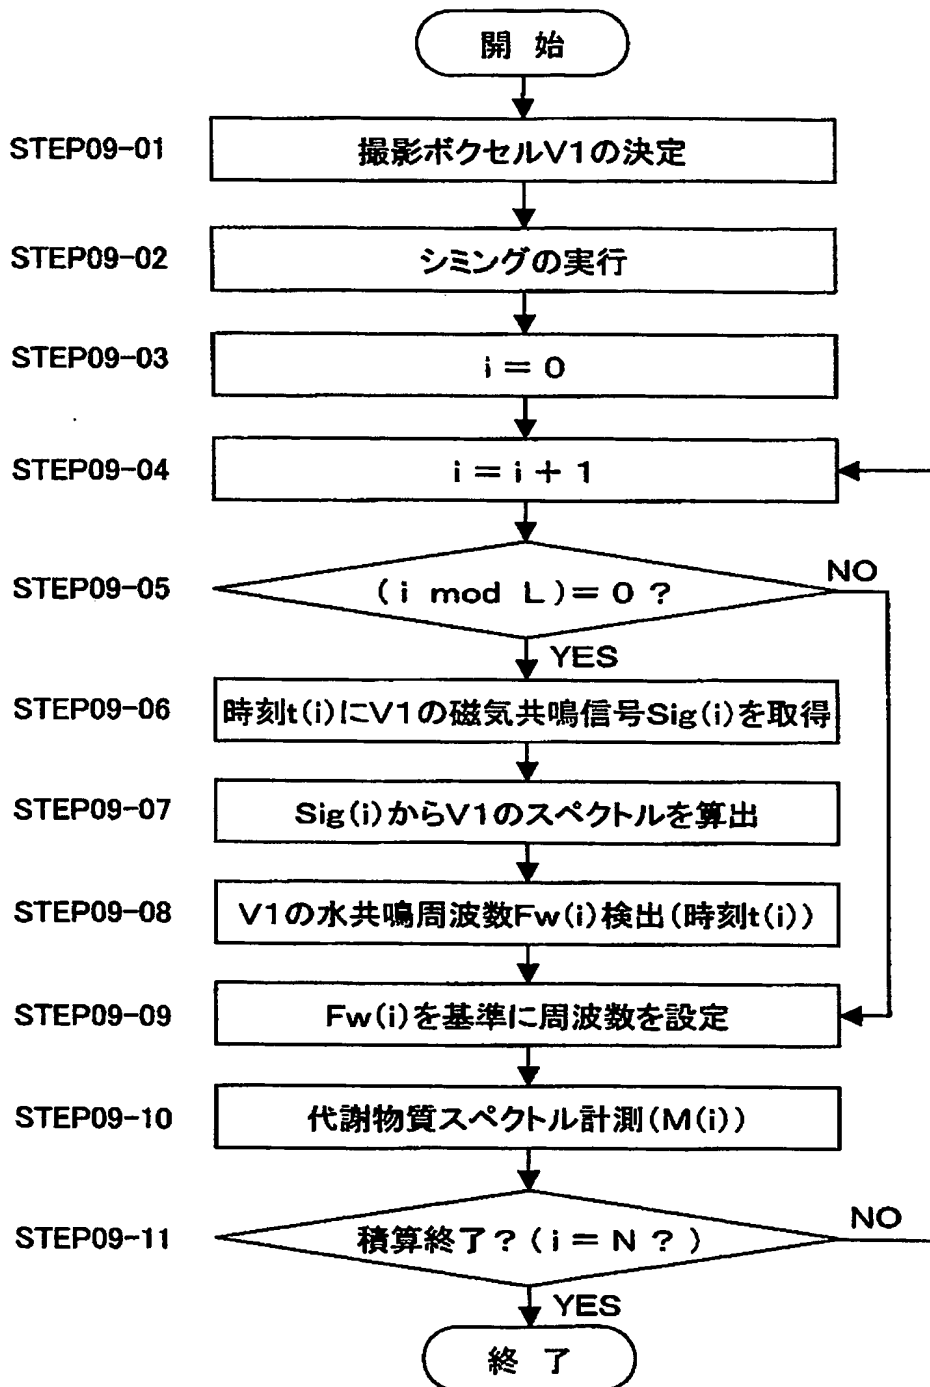 開 始
STEP09-01
撮影ボクセルV1の決定
STEP09-02
シミングの実行
STEP09-03
i = 0
STEP09-04
i = i + 1
STEP09-05
(i mod L)= 0 ?
NO
YES
STEP09-06
時刻t(i)にV1の磁気共鳴信号Sig(i)を取得
STEP09-07
Sig(i)からV1のスペクトルを算出
STEP09-08
V1の水共鳴周波数Fw(i)検出(時刻t(i))
STEP09-09
Fw(i)を基準に周波数を設定
STEP09-10
代謝物質スペクトル計測(M(i))
STEP09-11
積算終了?(i = N ?)
NO
YES
終 了